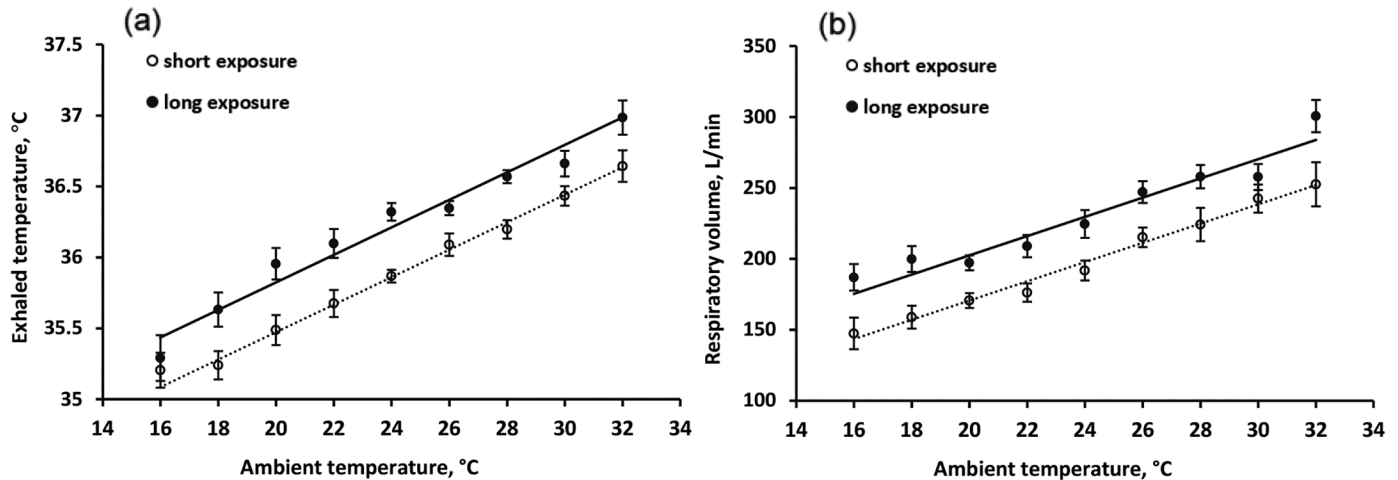 (a)
short exposure
long exposure
Exhaled temperature, °C
37.5
37
36.5
36
35.5
35
14 16 18 20 22 24 26 28 30 32 34
Ambient temperature, °C
(b)
short exposure
long exposure
Respiratory volume, L/min
350
300
250
200
150
100
14 16 18 20 22 24 26 28 30 32 34
Ambient temperature, °C